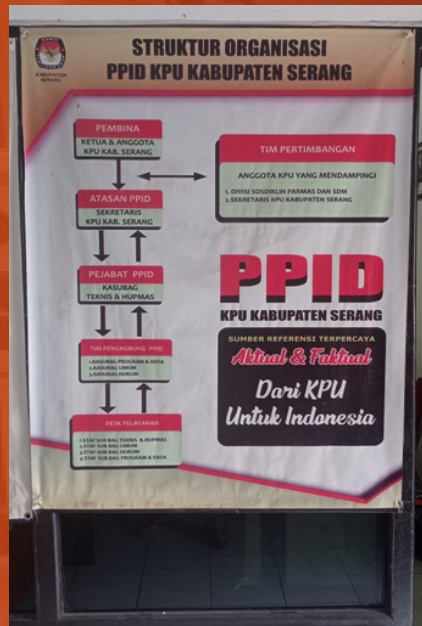 KABUPATEN
SERANG
STRUKTUR ORGANISASI
PPID KPU KABUPATEN SERANG
PEMBINA
KETUA & ANGGOTA
KPU KAB. SERANG
TIM PERTIMBANGAN
ANGGOTA KPU YANG MENDAMPINGI
1. DIVISI SOSDIKLIH PARMAS DAN SDM
2.SEKRETARIS KPU KABUPATEN SERANG
ATASAN PPID
SEKRETARIS
KPU KAB. SERANG
PEJABAT PPID
KASUBAG
TEKNIS & HUPMAS
TIM PENGHUBUNG PPID
1.KASUBAG PROGRAM & DATA
2.KASUBAG UMUM
3.KASUBAG HUKUM
DESK PELAYANAN
1.STAF SUB BAG TEKNIS & HUPMAS
2.STAF SUB BAG UMUM
3.STAF SUB BAG HUKUM
4.STAF SUB BAG PROGRAM & DATA
PPID
KPU KABUPATEN SERANG
SUMBER REFERENSI TERPERCAYA
Aktual & Faktual
Dari KPU
Untuk Indonesia